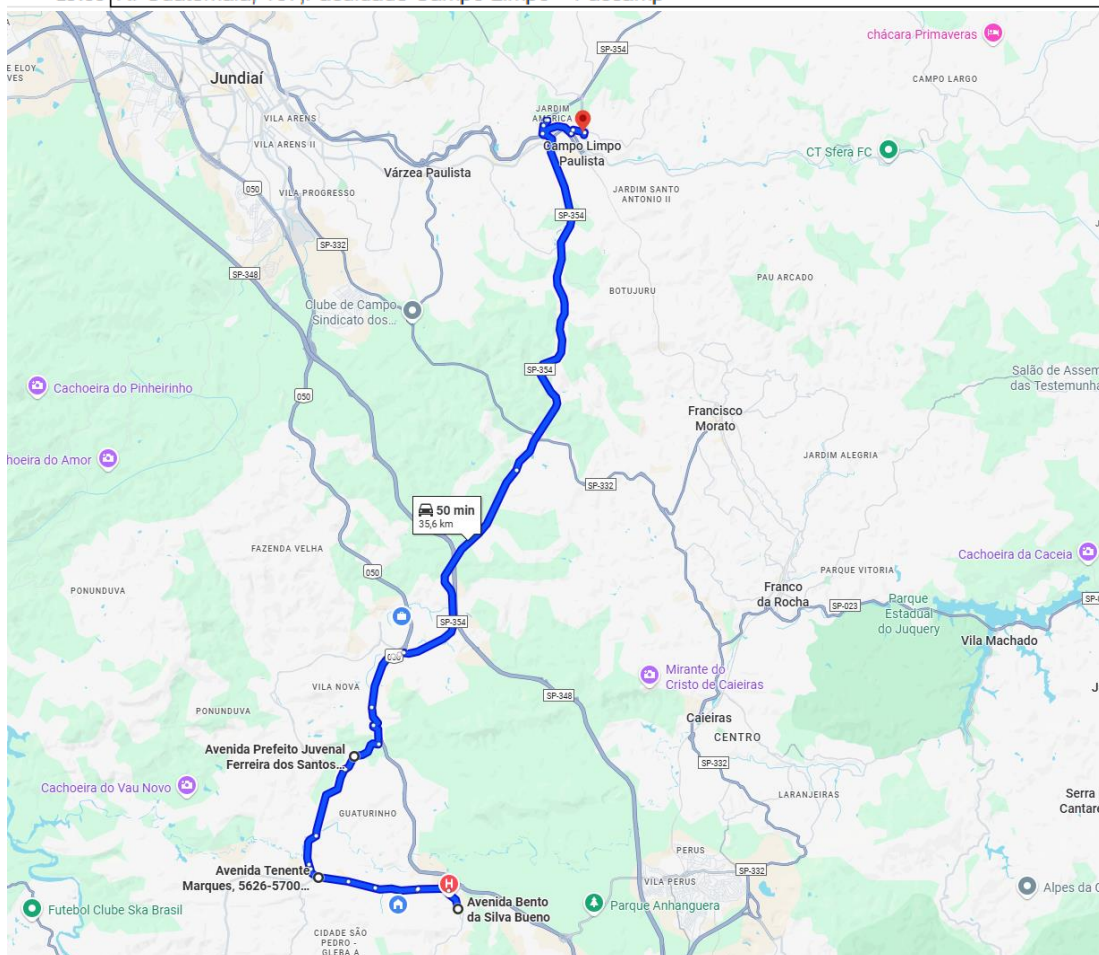 chácara Primaveras
SP-354
E ELOY
VES
Jundiaí
CAMPO LARGO
JARDIM
AMÉRICA
VILA ARENS
Campo Limpo
Paulista
CT Sfera FC
VILA ARENS II
Várzea Paulista
050
VILA PROGRESSO
JARDIM SANTO
ANTONIO II
SP-354
SP-332
SP-348
PAU ARCADO
BOTUJURU
Clube de Campo
Sindicato dos...
SP-354
Salão de Assem
das Testemunha
Cachoeira do Pinheirinho
050
Francisco
Morato
hoeira do Amor
JARDIM ALEGRIA
SP-332
50 min
35,6 km
FAZENDA VELHA
Cachoeira da Caceia
050
PARQUE VITORIA
PONUNDUVA
Franco
da Rocha
SP-023
Parque
Estadual
do Juquery
SP-354
Vila Machado
Mirante do
Cristo de Caieiras
VILA NOVA
SP-348
PONUNDUVA
Caieiras
CENTRO
Avenida Prefeito Juvenal
Ferreira dos Santos...
SP-332
Cachoeira do Vau Novo
LARANJEIRAS
Serra
Cantare
GUATURINHO
PERUS
Avenida Tenente
Marques, 5626-5700...
SP-332
H
VILA PERUS
Alpes da C
Avenida Bento
da Silva Bueno
Parque Anhanguera
Futebol Clube Ska Brasil
CIDADE SÃO
PEDRO -
GLEBA A